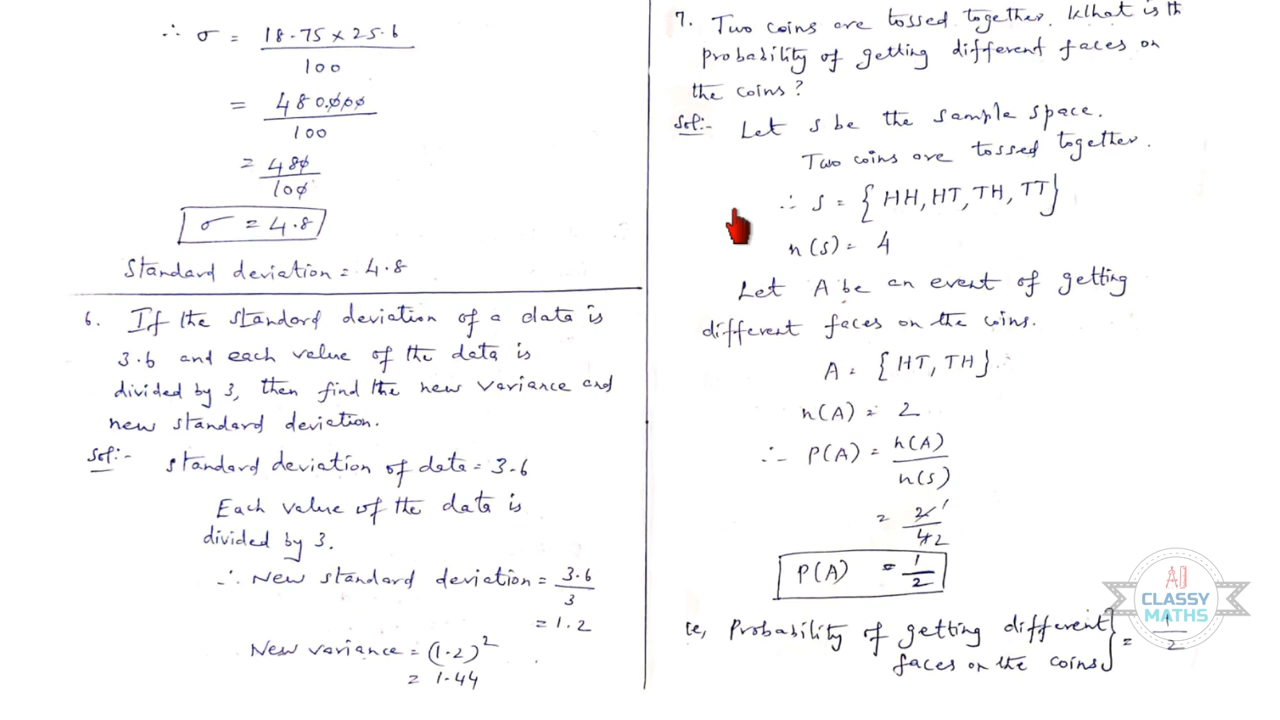 ∴ σ = 18.75 × 25.6 / 100
= 480.000 / 100
= 480 / 100
σ = 4.8
Standard deviation = 4.8
6. If the standard deviation of a data is
3.6 and each value of the data is
divided by 3, then find the new variance and
new standard deviation.
Sol:- Standard deviation of data = 3.6
Each value of the data is
divided by 3.
∴ New standard deviation = 3.6 / 3
= 1.2
New variance = (1.2)²
= 1.44
7. Two coins are tossed together. What is th
probability of getting different faces on
the coins?
Sol:- Let S be the sample space.
Two coins are tossed together.
∴ S = {HH, HT, TH, TT}
n(S) = 4
Let A be an event of getting
different faces on the coins.
A = {HT, TH}
n(A) = 2
∴ P(A) = n(A) / n(S)
= 2 1 / 4 2
P(A) = 1/2
ie, Probability of getting different
faces on the coins } = 1/2
CLASSY
MATHS